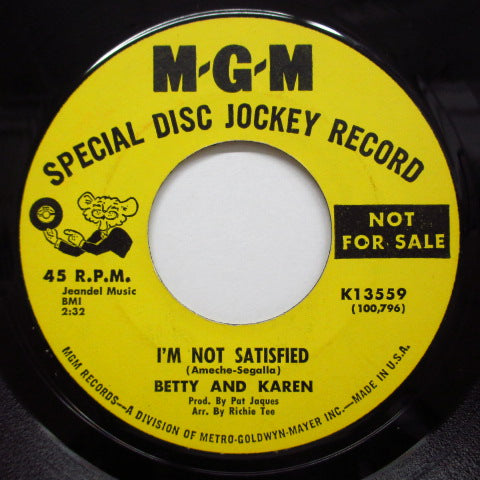 M-G-M
SPECIAL DISC JOCKEY RECORD
NOT
FOR SALE
45 R.P.M.
Jeandel Music
BMI
2:32
K13559
(100,796)
I'M NOT SATISFIED
(Ameche-Segalla)
BETTY AND KAREN
Prod. By Pat Jaques
Arr. By Richie Tee
MGM RECORDS—A DIVISION OF METRO-GOLDWYN-MAYER INC.—MADE IN U.S.A.